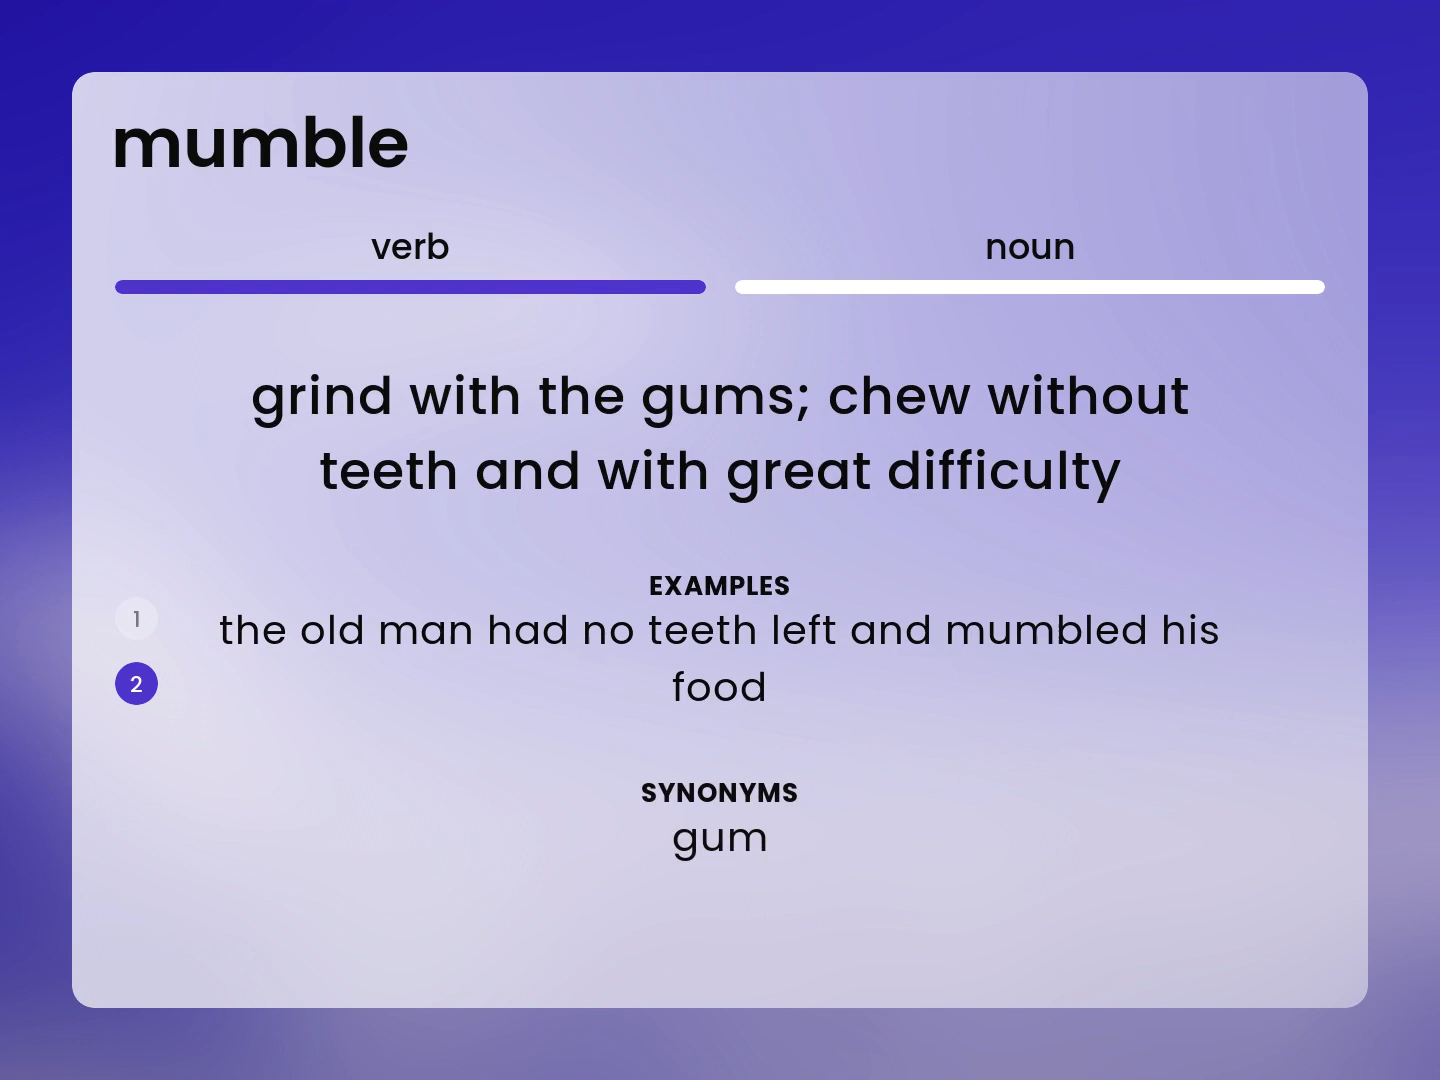 mumble
verb
noun
grind with the gums; chew without
teeth and with great difficulty
EXAMPLES
1
the old man had no teeth left and mumbled his
2
food
SYNONYMS
gum